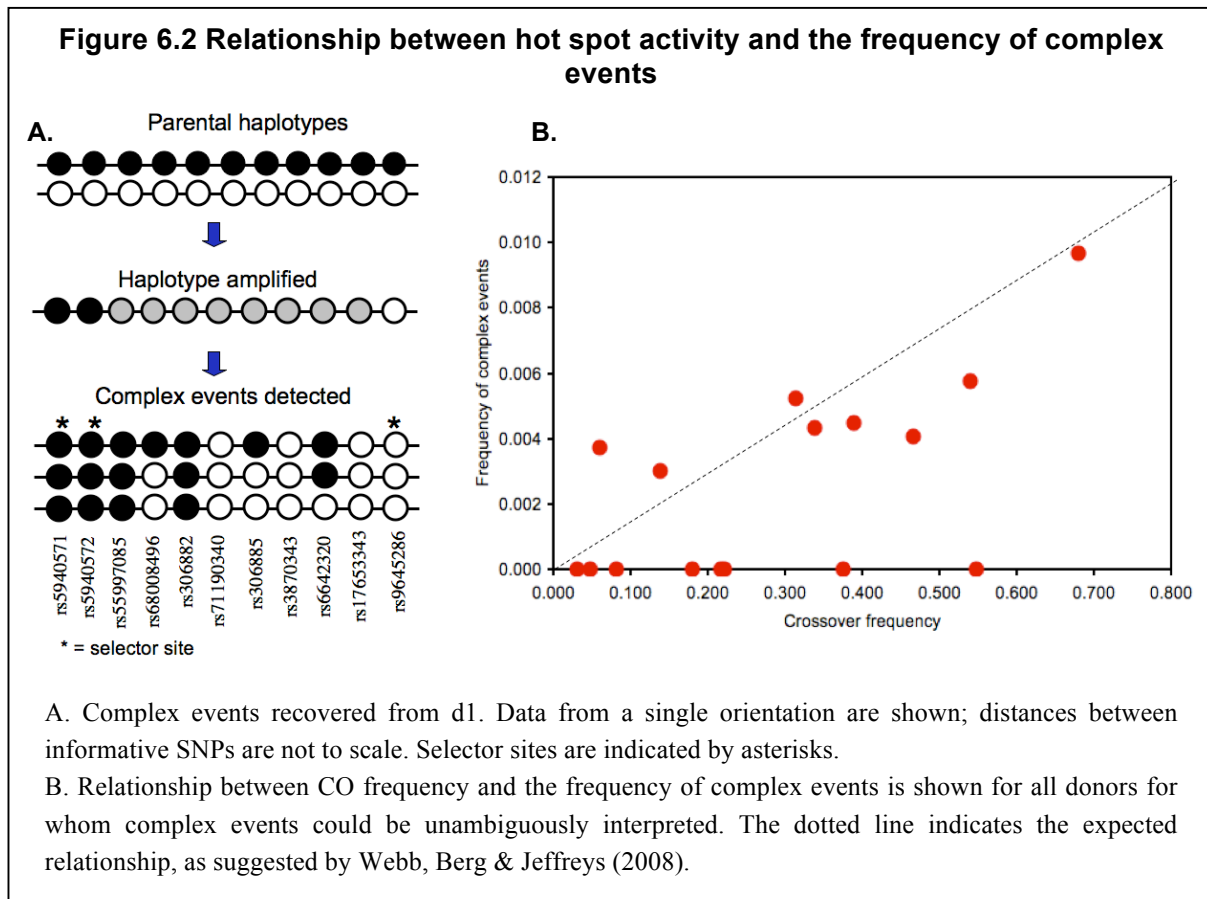 Figure 6.2 Relationship between hot spot activity and the frequency of complex
events
A.
Parental haplotypes
Haplotype amplified
Complex events detected
* * *
rs5940571
rs5940572
rs55997085
rs68008496
rs306882
rs71190340
rs306885
rs3870343
rs6642320
rs17653343
rs9645286
* = selector site
B.
Frequency of complex events
0.012
0.010
0.008
0.006
0.004
0.002
0.000
0.000 0.100 0.200 0.300 0.400 0.500 0.600 0.700 0.800
Crossover frequency
A. Complex events recovered from d1. Data from a single orientation are shown; distances between
informative SNPs are not to scale. Selector sites are indicated by asterisks.
B. Relationship between CO frequency and the frequency of complex events is shown for all donors for
whom complex events could be unambiguously interpreted. The dotted line indicates the expected
relationship, as suggested by Webb, Berg & Jeffreys (2008).